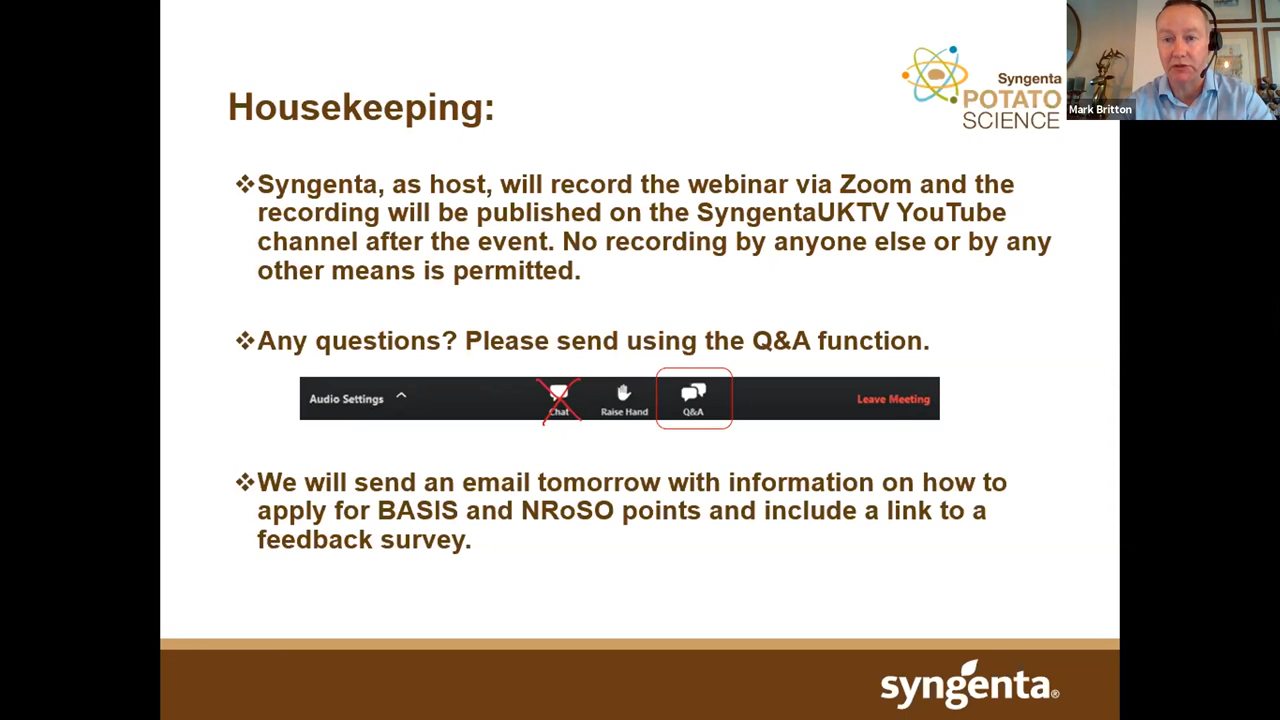 Housekeeping:
Syngenta
POTATO
SCIENCE
Mark Britton
❖Syngenta, as host, will record the webinar via Zoom and the
recording will be published on the SyngentaUKTV YouTube
channel after the event. No recording by anyone else or by any
other means is permitted.
❖Any questions? Please send using the Q&A function.
Audio Settings
Chat
Raise Hand
Q&A
Leave Meeting
❖We will send an email tomorrow with information on how to
apply for BASIS and NRoSO points and include a link to a
feedback survey.
syngenta®